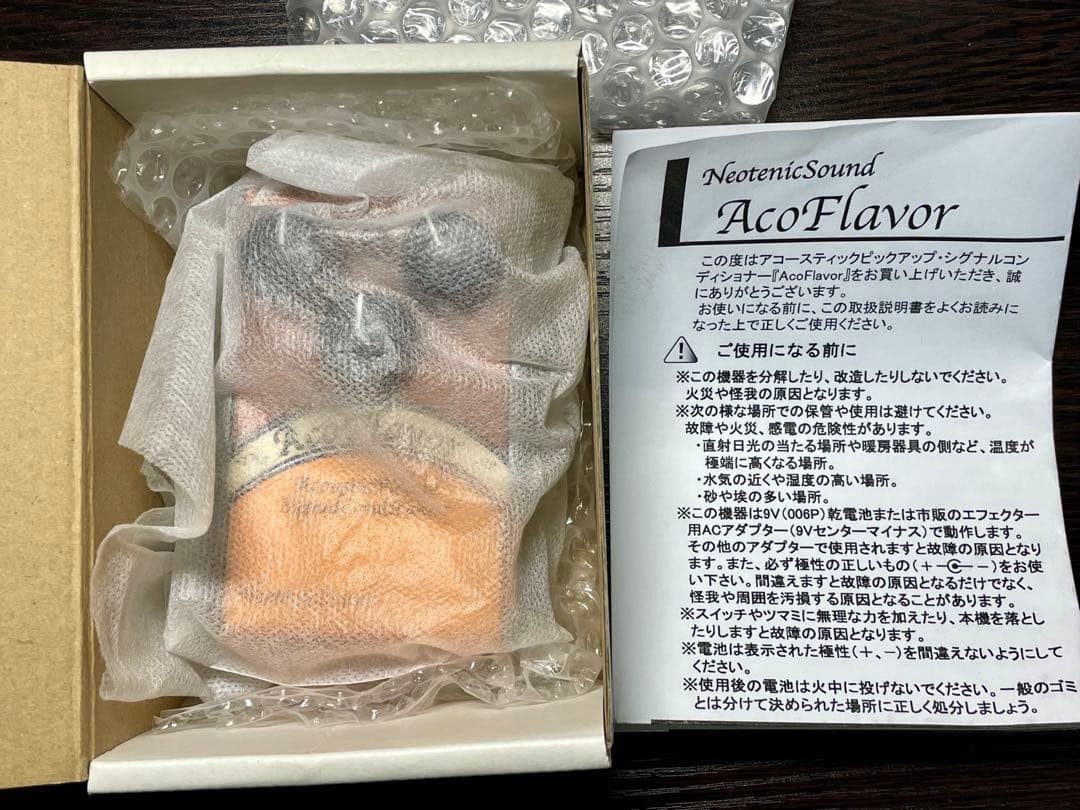 AcoFlavor
NeotenicSound
AcoFlavor
この度はアコースティックピックアップ・シグナルコン
ディショナー『AcoFlavor』をお買い上げいただき、誠
にありがとうございます。
お使いになる前に、この取扱説明書をよくお読みに
なった上で正しくご使用ください。
ご使用になる前に
※この機器を分解したり、改造したりしないでください。
火災や怪我の原因となります。
※次の様な場所での保管や使用は避けてください。
故障や火災、感電の危険性があります。
・直射日光の当たる場所や暖房器具の側など、温度が
極端に高くなる場所。
・水気の近くや湿度の高い場所。
・砂や埃の多い場所。
※この機器は9V(006P)乾電池または市販のエフェクター
用ACアダプター(9Vセンターマイナス)で動作します。
その他のアダプターで使用されますと故障の原因となり
ます。また、必ず極性の正しいもの(+-C-)をお使
い下さい。間違えますと故障の原因となるだけでなく、
怪我や周囲を汚損する原因となることがあります。
※スイッチやツマミに無理な力を加えたり、本機を落とし
たりしますと故障の原因となります。
※電池は表示された極性(+、-)を間違えないようにして
ください。
※使用後の電池は火中に投げないでください。一般のゴミ
とは分けて決められた場所に正しく処分しましょう。